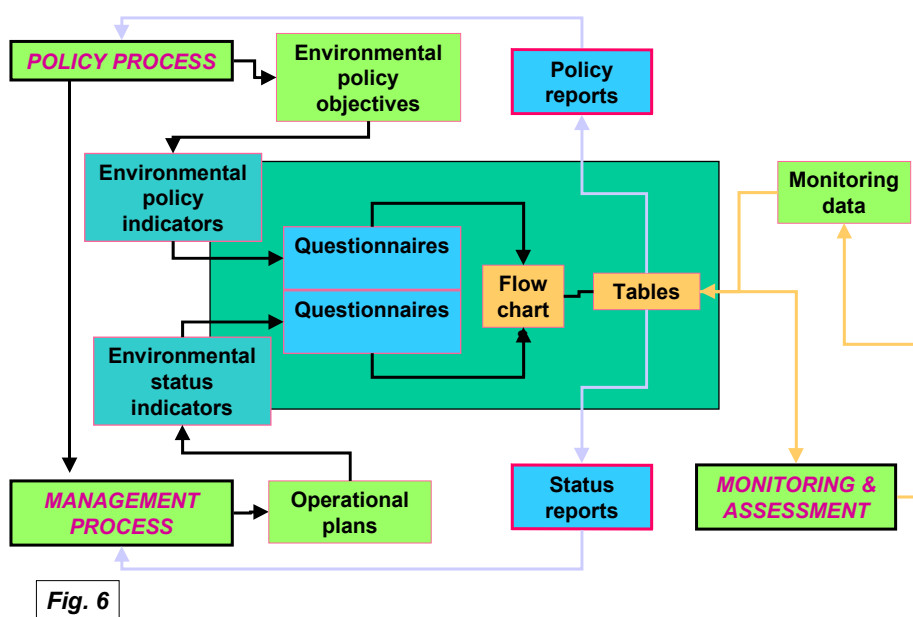 POLICY PROCESS
Environmental
policy
objectives
Policy
reports
Environmental
policy
indicators
Monitoring
data
Questionnaires
Flow
chart
Tables
Questionnaires
Environmental
status
indicators
MANAGEMENT
PROCESS
Operational
plans
Status
reports
MONITORING &
ASSESSMENT
Fig. 6